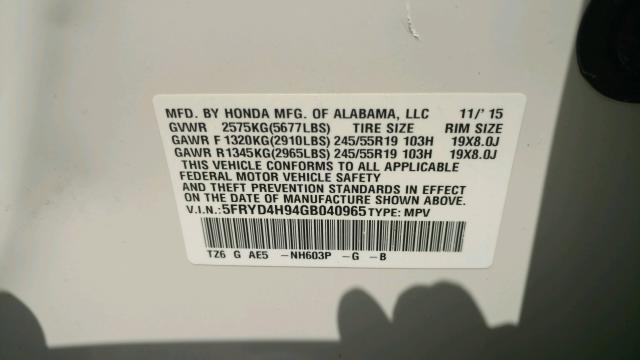 MFD. BY HONDA MFG. OF ALABAMA, LLC 11/'15
GVWR 2575KG(5677LBS) TIRE SIZE RIM SIZE
GAWR F 1320KG(2910LBS) 245/55R19 103H 19X8.0J
GAWR R1345KG(2965LBS) 245/55R19 103H 19X8.0J
THIS VEHICLE CONFORMS TO ALL APPLICABLE
FEDERAL MOTOR VEHICLE SAFETY
AND THEFT PREVENTION STANDARDS IN EFFECT
ON THE DATE OF MANUFACTURE SHOWN ABOVE.
V.I.N.:5FRYD4H94GB040965 TYPE: MPV
TZ6 G AE5 -NH603P -G -B